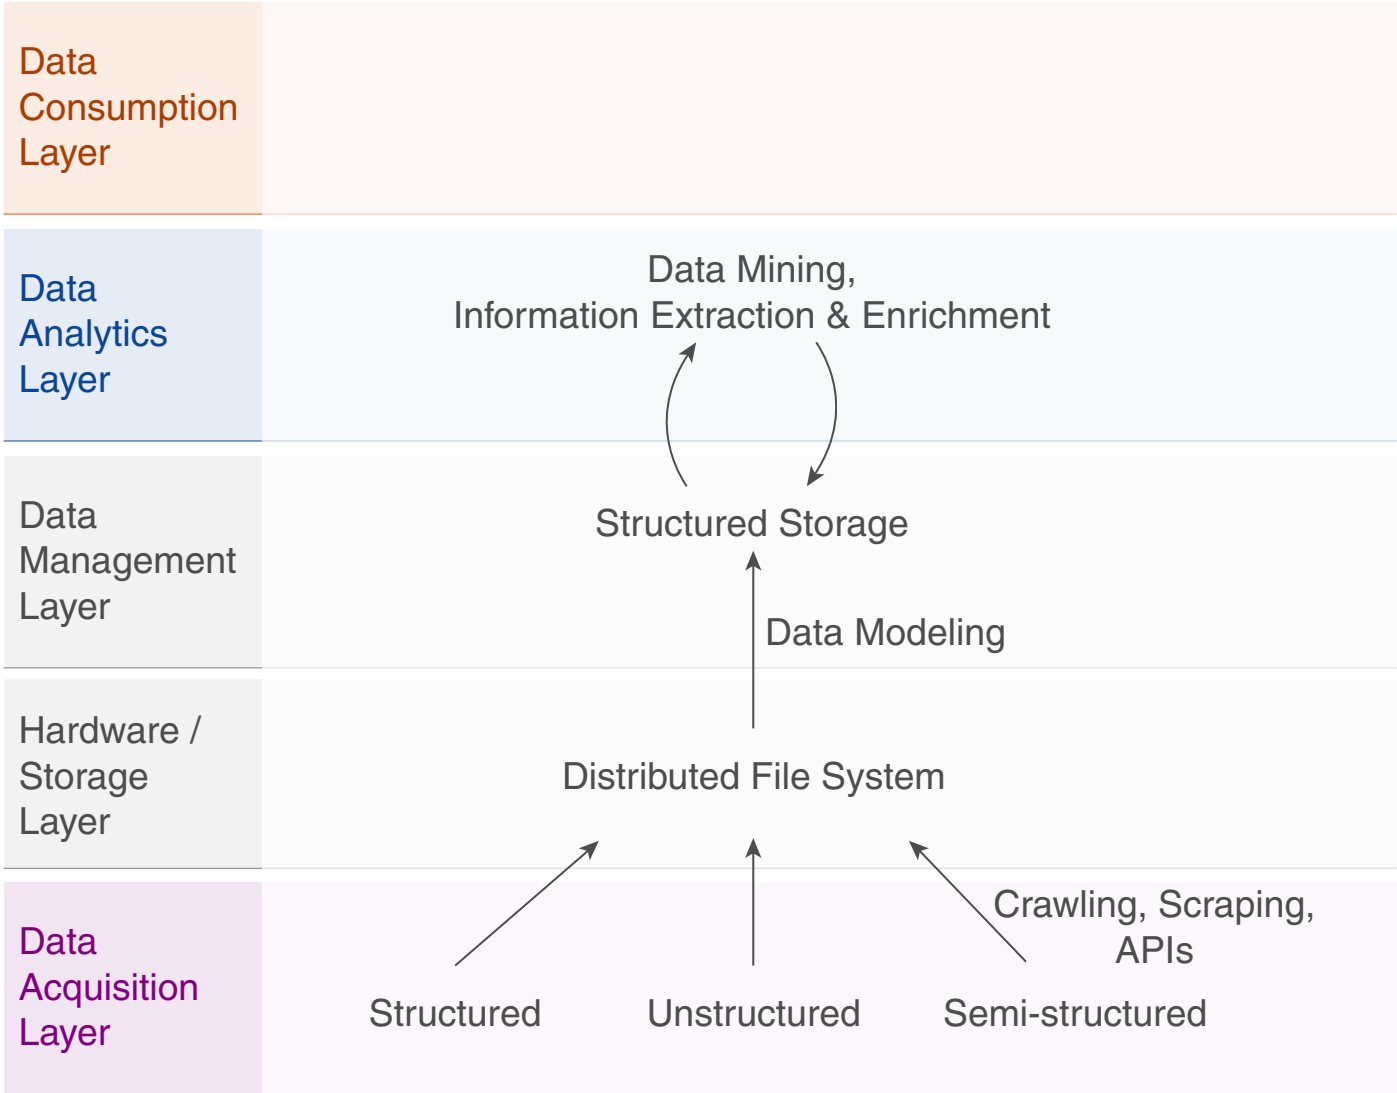 Data
Consumption
Layer
Data
Analytics
Layer
Data Mining,
Information Extraction & Enrichment
Data
Management
Layer
Structured Storage
Data Modeling
Hardware /
Storage
Layer
Distributed File System
Data
Acquisition
Layer
Crawling, Scraping,
APIs
Structured
Unstructured
Semi-structured